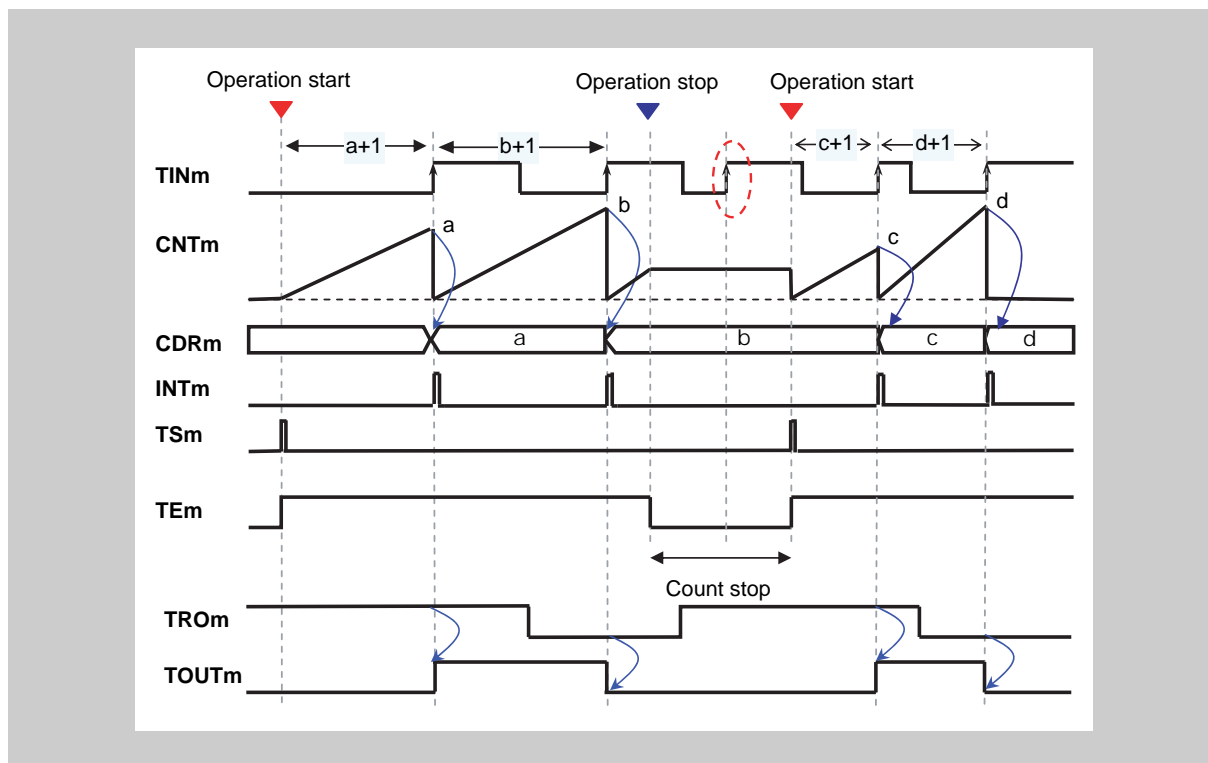 Operation start
Operation stop
Operation start
a+1
b+1
c+1
d+1
TINm
CNTm
a
b
c
d
CDRm
a
b
c
d
INTm
TSm
TEm
Count stop
TROm
TOUTm